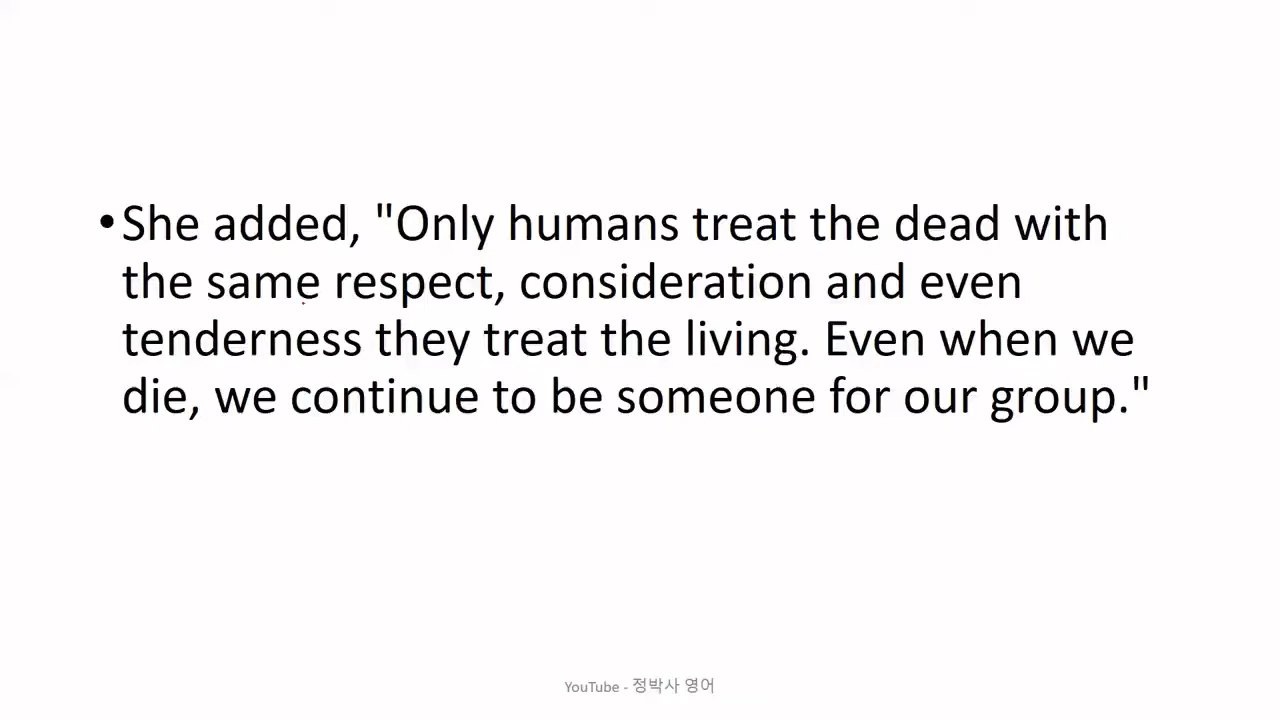 •She added, "Only humans treat the dead with
the same respect, consideration and even
tenderness they treat the living. Even when we
die, we continue to be someone for our group."
YouTube - 정박사 영어